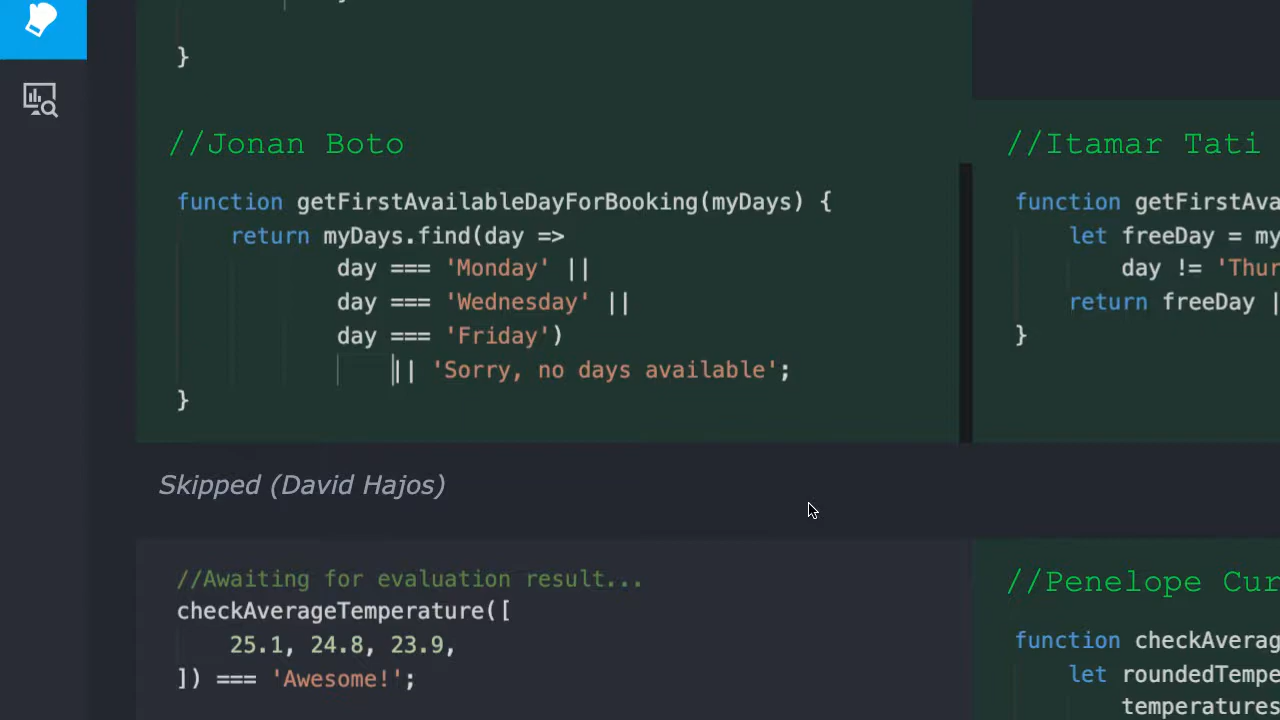 }
//Jonan Boto
function getFirstAvailableDayForBooking(myDays) {
return myDays.find(day =>
day === 'Monday' ||
day === 'Wednesday' ||
day === 'Friday')
|| 'Sorry, no days available';
}
//Itamar Tati
function getFirstAva
let freeDay = my
day != 'Thur
return freeDay |
}
Skipped (David Hajos)
//Awaiting for evaluation result...
checkAverageTemperature([
25.1, 24.8, 23.9,
]) === 'Awesome!';
//Penelope Cur
function checkAverag
let roundedTempe
temperatures